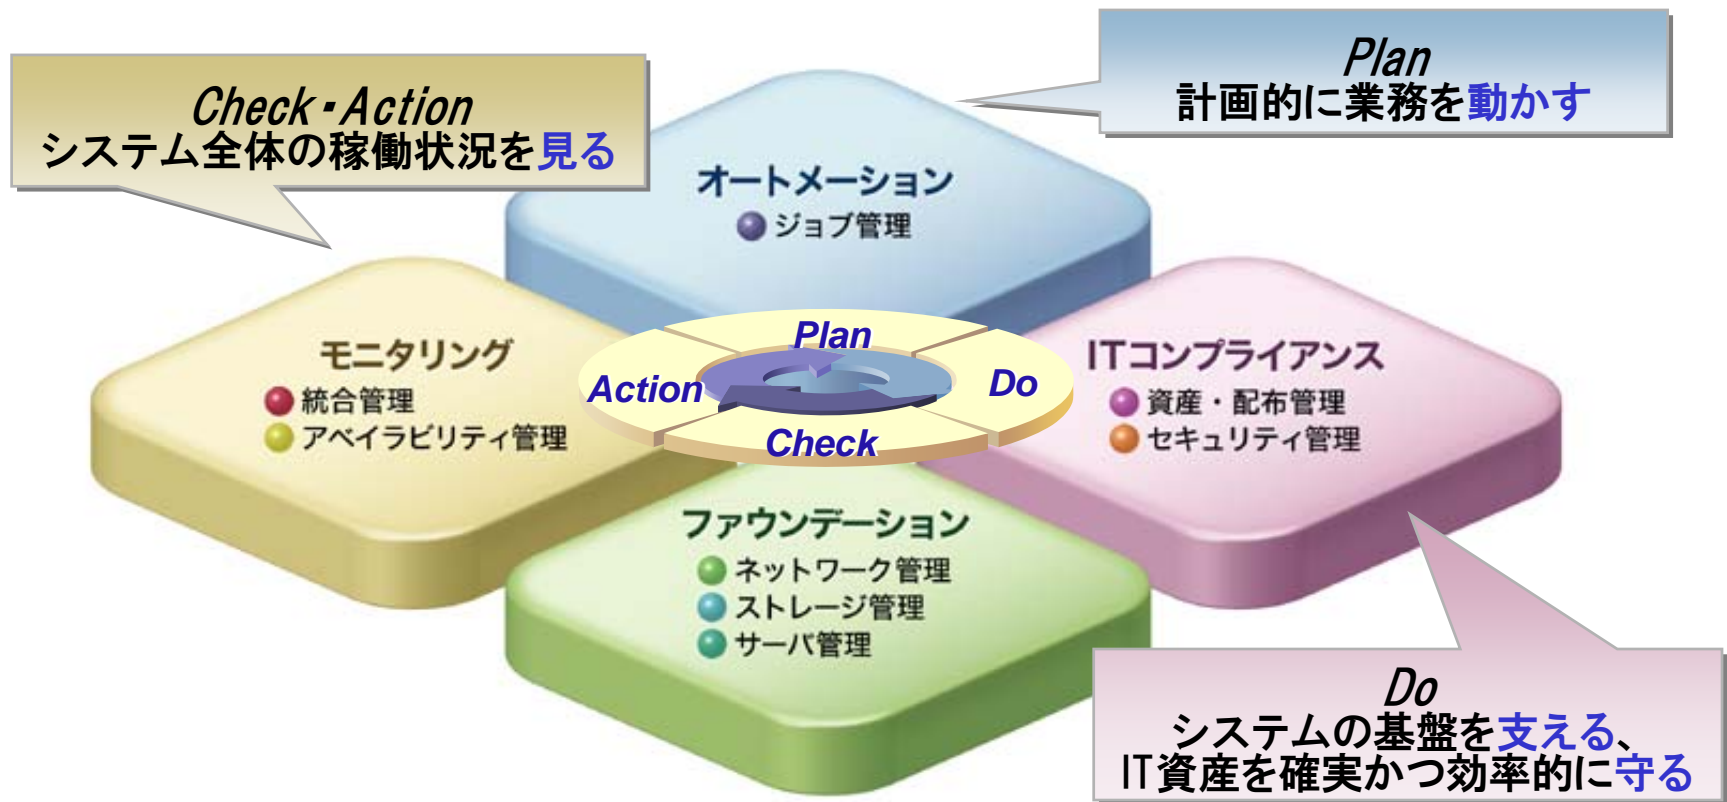 Plan
計画的に業務を動かす
Check・Action
システム全体の稼働状況を見る
オートメーション
ジョブ管理
モニタリング
統合管理
アベイラビリティ管理
Plan
Action
Do
Check
ITコンプライアンス
資産・配布管理
セキュリティ管理
ファウンデーション
ネットワーク管理
ストレージ管理
サーバ管理
Do
システムの基盤を支える、
IT資産を確実かつ効率的に守る